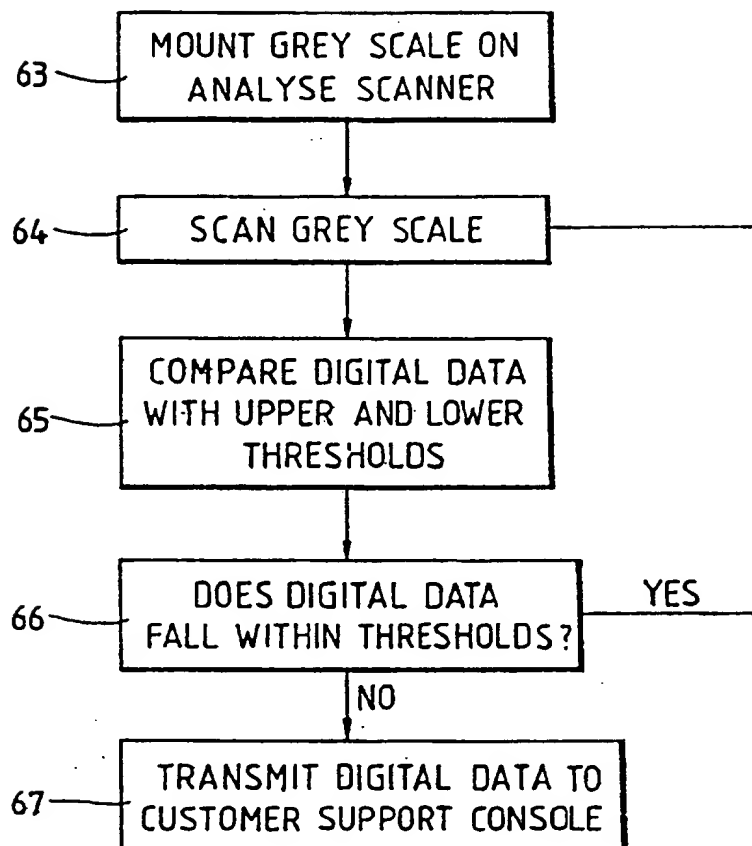 63
MOUNT GREY SCALE ON
ANALYSE SCANNER
64
SCAN GREY SCALE
65
COMPARE DIGITAL DATA
WITH UPPER AND LOWER
THRESHOLDS
66
DOES DIGITAL DATA
FALL WITHIN THRESHOLDS?
YES
NO
67
TRANSMIT DIGITAL DATA TO
CUSTOMER SUPPORT CONSOLE